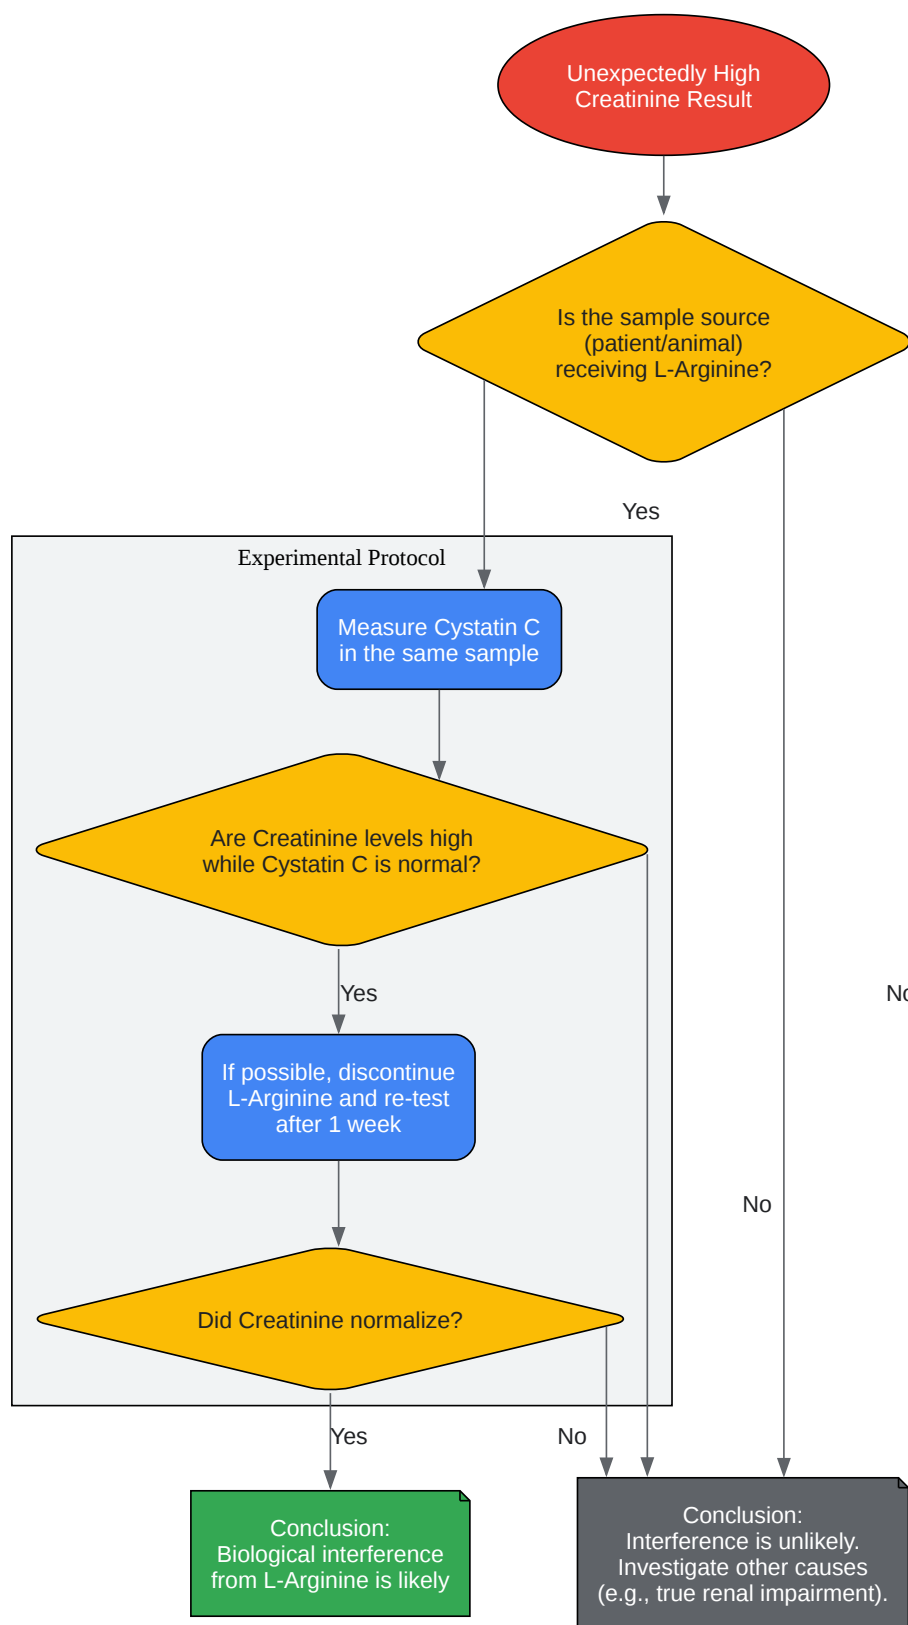 Unexpectedly High
Creatinine Result
Is the sample source
(patient/animal)
receiving L-Arginine?
Yes
Experimental Protocol
Measure Cystatin C
in the same sample
Are Creatinine levels high
while Cystatin C is normal?
Yes
No
If possible, discontinue
L-Arginine and re-test
after 1 week
No
Did Creatinine normalize?
Yes
No
Conclusion:
Biological interference
from L-Arginine is likely
Conclusion:
Interference is unlikely.
Investigate other causes
(e.g., true renal impairment).